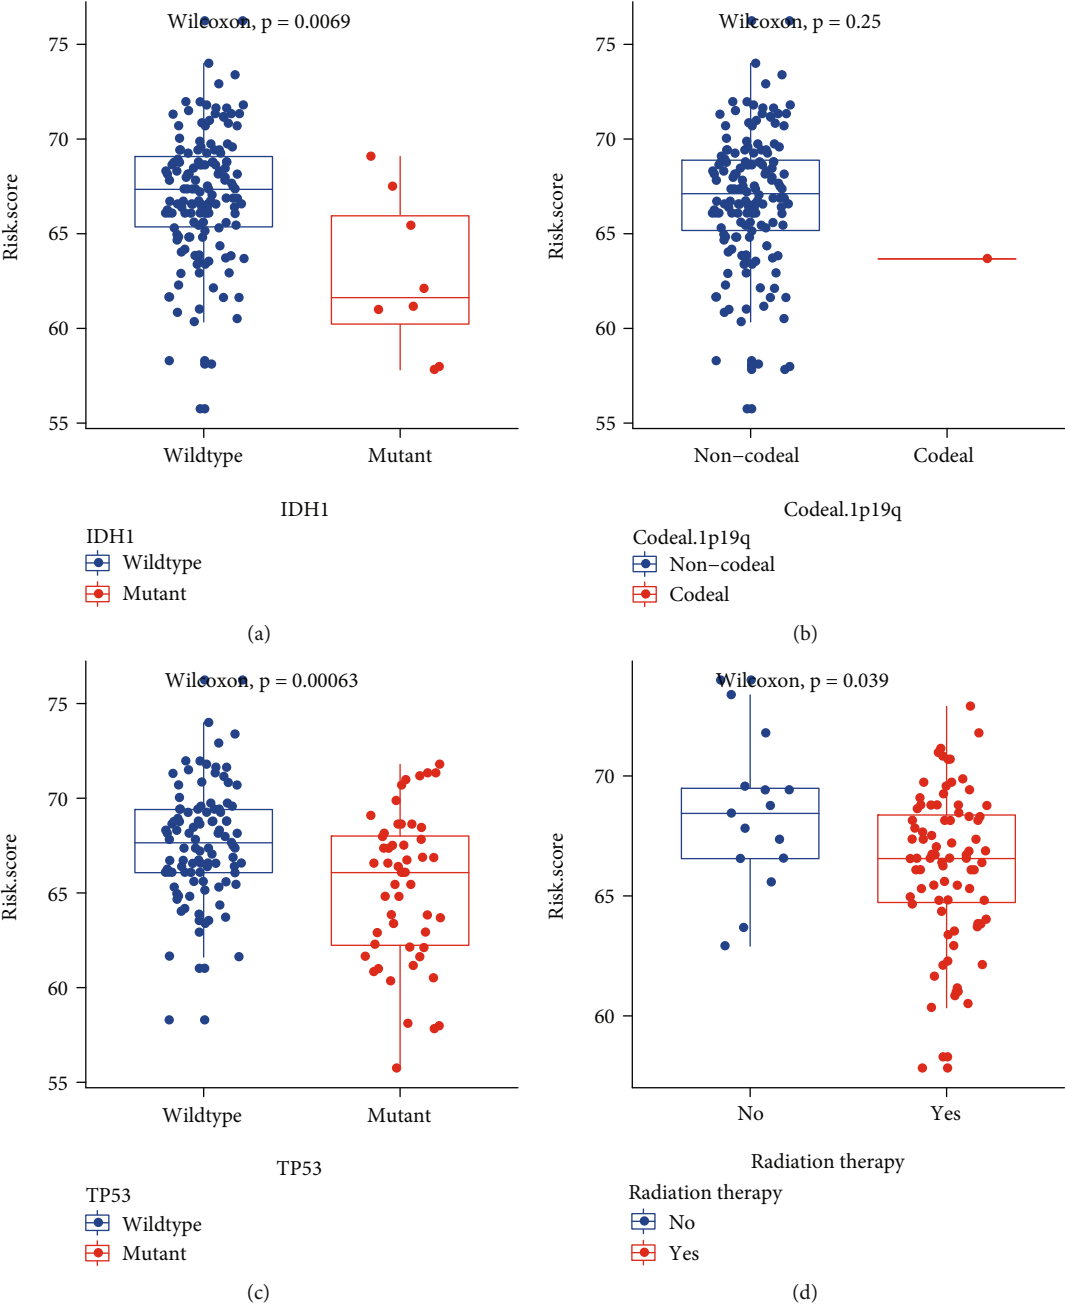 Wilcoxon, p = 0.0069
75
70
65
60
55
Risk.score
Wildtype
Mutant
IDH1
IDH1
Wildtype
Mutant
(a)
Wilcoxon, p = 0.25
75
70
65
60
55
Risk.score
Non−codeal
Codeal
Codeal.1p19q
Codeal.1p19q
Non−codeal
Codeal
(b)
Wilcoxon, p = 0.00063
75
70
65
60
55
Risk.score
Wildtype
Mutant
TP53
TP53
Wildtype
Mutant
(c)
Wilcoxon, p = 0.039
70
65
60
Risk.score
No
Yes
Radiation therapy
Radiation therapy
No
Yes
(d)